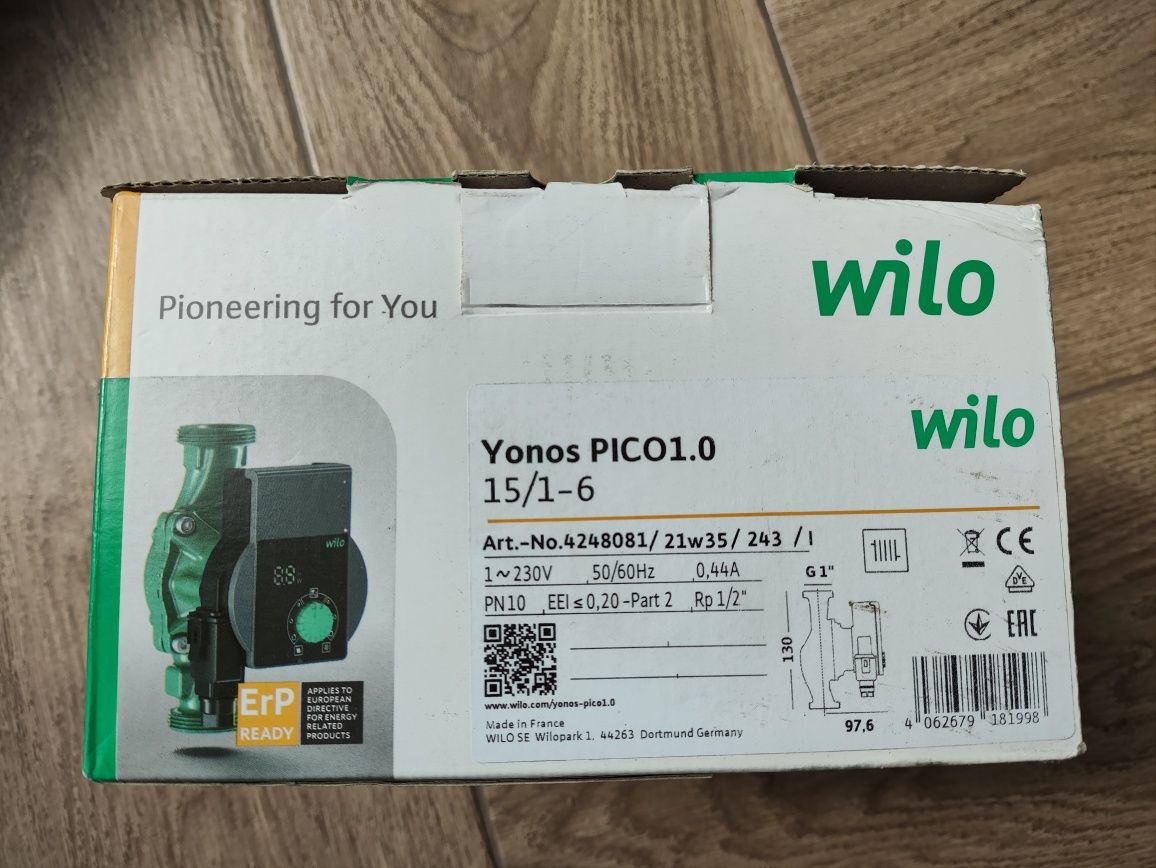 Pioneering for You
wilo
wilo
Yonos PICO1.0
15/1-6
Art.-No.4248081/ 21w35/ 243 / I
1~230V 50/60Hz 0,44A
PN10 EEI ≤ 0,20 -Part 2 Rp 1/2"
www.wilo.com/yonos-pico1.0
Made in France
WILO SE Wilopark 1. 44263 Dortmund Germany
G 1"
130
97,6
CE
VDE
EAC
4 062679 181998
wilo
ErP
READY
APPLIES TO
EUROPEAN
DIRECTIVE
FOR ENERGY
RELATED
PRODUCTS